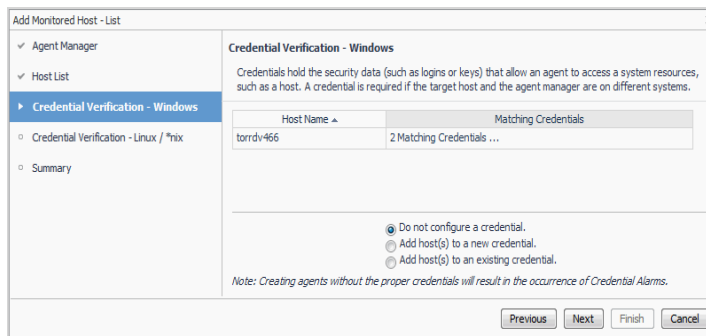 Add Monitored Host - List
Agent Manager
Host List
Credential Verification - Windows
Credential Verification - Linux / *nix
Summary
Credential Verification - Windows
Credentials hold the security data (such as logins or keys) that allow an agent to access a system resources,
such as a host. A credential is required if the target host and the agent manager are on different systems.
Host Name Matching Credentials
torrdv466 2 Matching Credentials ...
Do not configure a credential.
Add host(s) to a new credential.
Add host(s) to an existing credential.
Note: Creating agents without the proper credentials will result in the occurrence of Credential Alarms.
Previous Next Finish Cancel